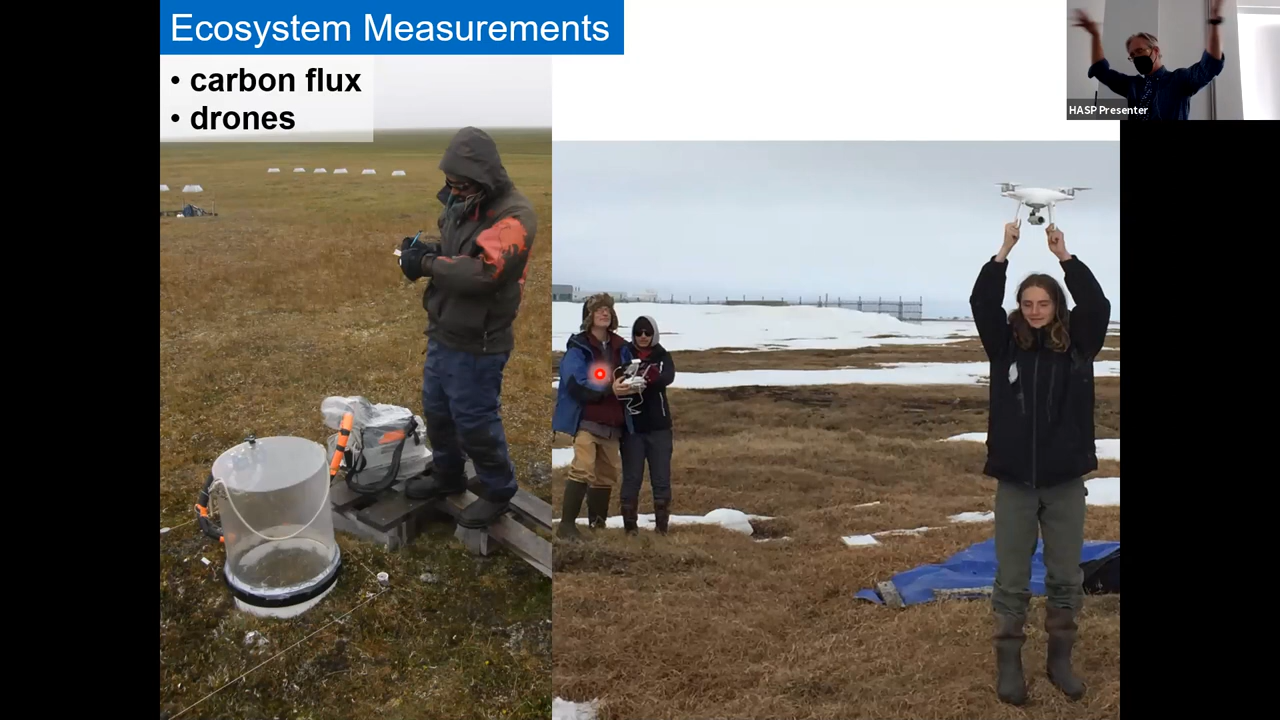 Ecosystem Measurements
• carbon flux
• drones
HASP Presenter